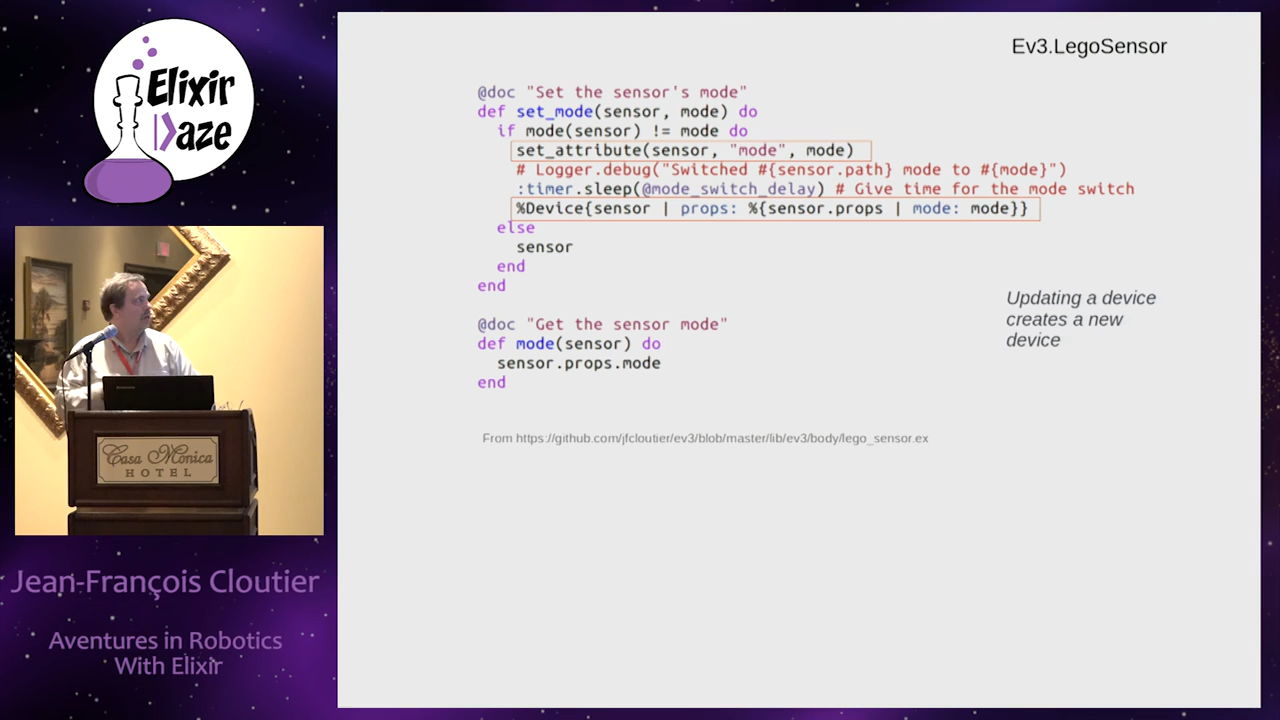 Elixir
Daze
Casa Monica
HOTEL
Jean-François Cloutier
Aventures in Robotics
With Elixir
Ev3.LegoSensor
@doc "Set the sensor's mode"
def set_mode(sensor, mode) do
if mode(sensor) != mode do
set_attribute(sensor, "mode", mode)
# Logger.debug("Switched #{sensor.path} mode to #{mode}")
:timer.sleep(@mode_switch_delay) # Give time for the mode switch
%Device{sensor | props: %{sensor.props | mode: mode}}
else
sensor
end
end
@doc "Get the sensor mode"
def mode(sensor) do
sensor.props.mode
end
Updating a device
creates a new
device
From https://github.com/jfcloutier/ev3/blob/master/lib/ev3/body/lego_sensor.ex